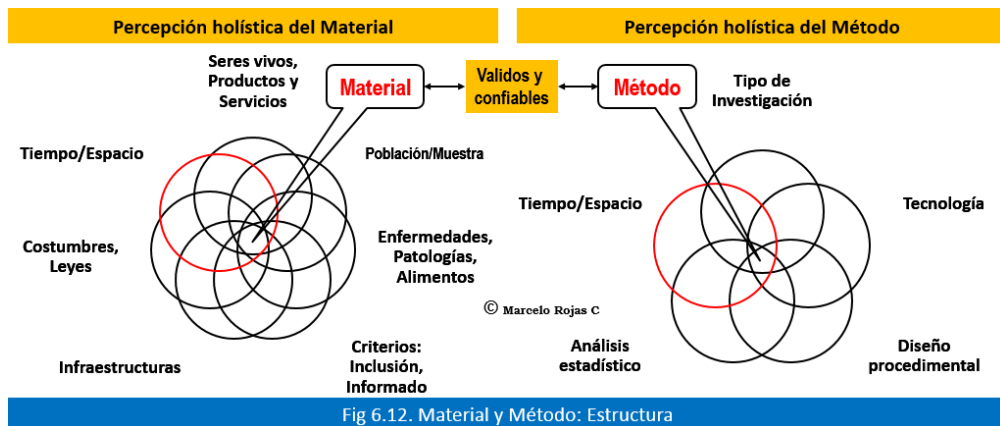 Percepción holística del Material
Percepción holística del Método
Seres vivos,
Productos y
Servicios
Material
Validos y
confiables
Método
Tipo de
Investigación
Tiempo/Espacio
Población/Muestra
Costumbres,
Leyes
Enfermedades,
Patologías,
Alimentos
Infraestructuras
Criterios:
Inclusión,
Informado
Tiempo/Espacio
Tecnología
© Marcelo Rojas C
Análisis
estadístico
Diseño
procedimental
Fig 6.12. Material y Método: Estructura